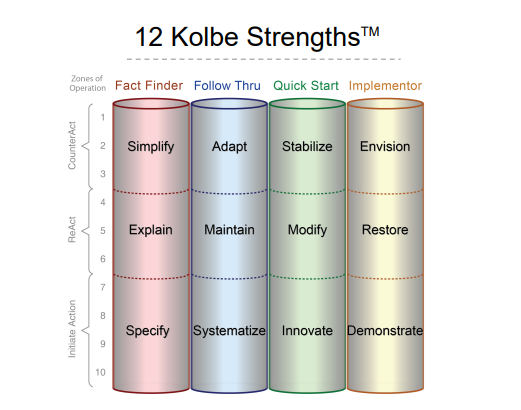 12 Kolbe Strengths™
Zones of
Operation
Fact Finder Follow Thru Quick Start Implementor
CounterAct
1
2
3
Simplify Adapt Stabilize Envision
ReAct
4
5
6
Explain Maintain Modify Restore
Initiate Action
7
8
9
10
Specify Systematize Innovate Demonstrate